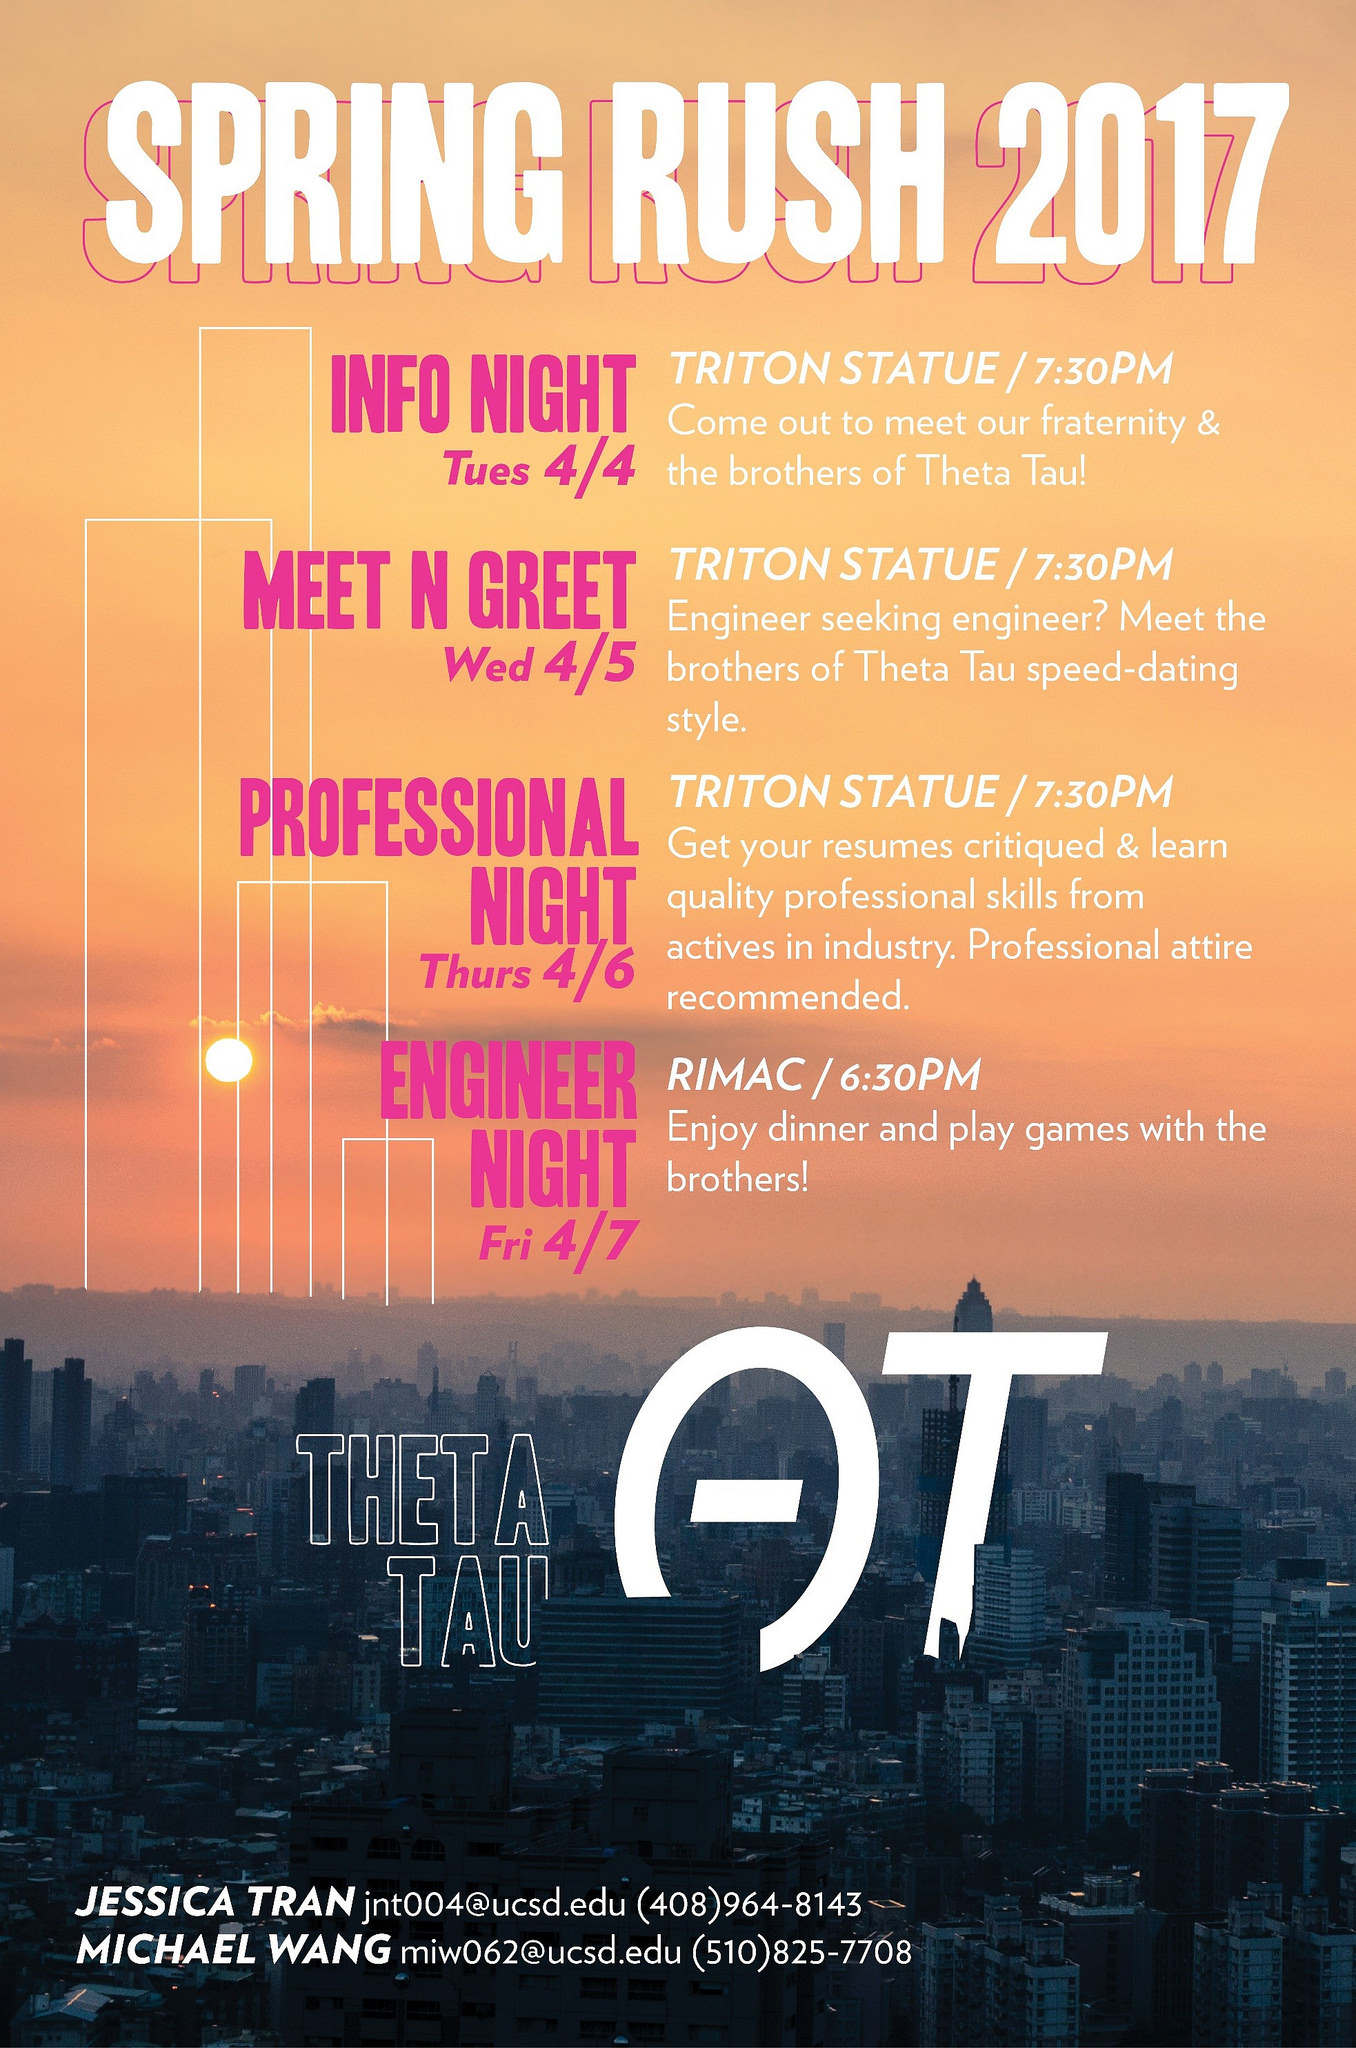 SPRING RUSH 2017
INFO NIGHT
Tues 4/4
TRITON STATUE / 7:30PM
Come out to meet our fraternity &
the brothers of Theta Tau!
MEET N GREET
Wed 4/5
TRITON STATUE / 7:30PM
Engineer seeking engineer? Meet the
brothers of Theta Tau speed-dating
style.
PROFESSIONAL
NIGHT
Thurs 4/6
TRITON STATUE / 7:30PM
Get your resumes critiqued & learn
quality professional skills from
actives in industry. Professional attire
recommended.
ENGINEER
NIGHT
Fri 4/7
RIMAC / 6:30PM
Enjoy dinner and play games with the
brothers!
THETA
TAU
ΘΤ
JESSICA TRAN jnt004@ucsd.edu (408)964-8143
MICHAEL WANG miw062@ucsd.edu (510)825-7708